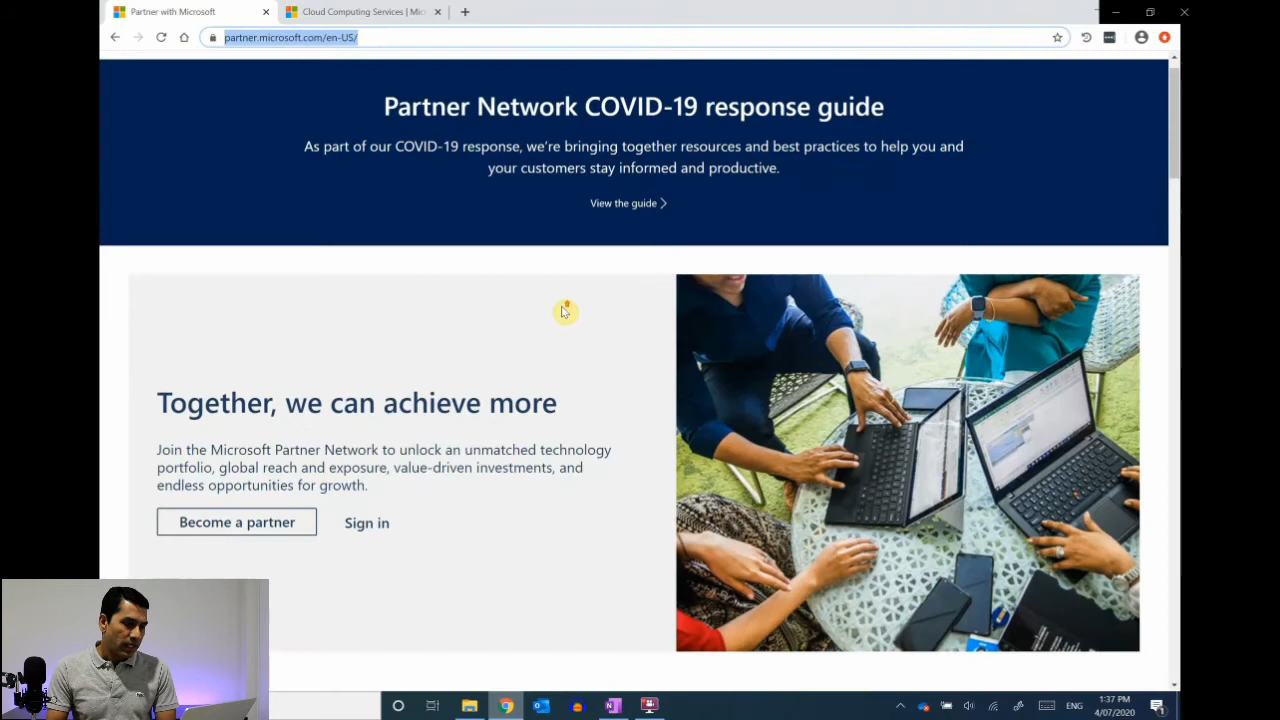 Partner with Microsoft
Cloud Computing Services | Mic
partner.microsoft.com/en-US/
Partner Network COVID-19 response guide
As part of our COVID-19 response, we're bringing together resources and best practices to help you and
your customers stay informed and productive.
View the guide
Together, we can achieve more
Join the Microsoft Partner Network to unlock an unmatched technology
portfolio, global reach and exposure, value-driven investments, and
endless opportunities for growth.
Become a partner
Sign in
ENG
1:37 PM
4/07/2020